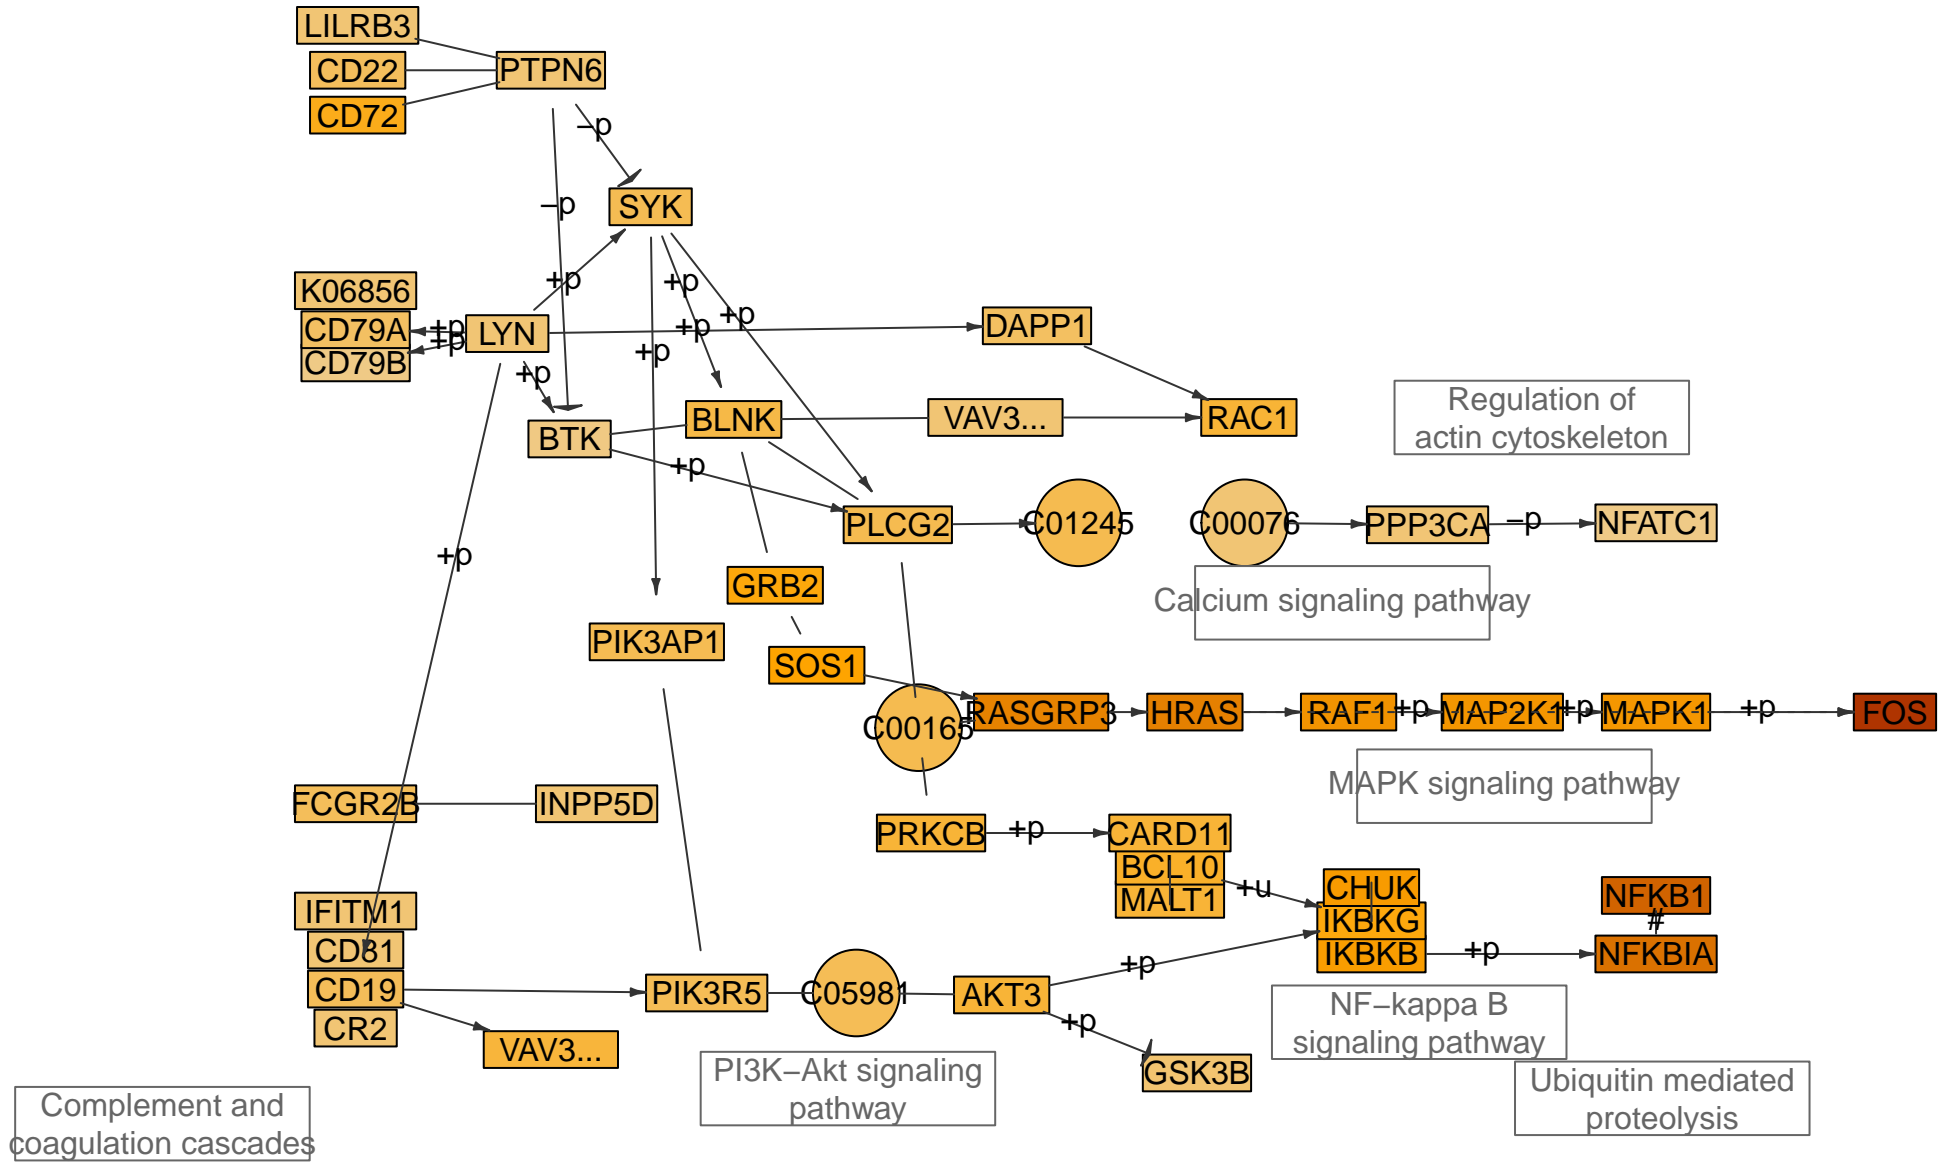 LILRB3
CD22
PTPN6
CD72
–p
SYK
–p
K06856
+p
+p
+p
CD79A
+p
LYN
+p
DAPP1
+p
CD79B
+p
+p
BTK
BLNK
VAV3...
RAC1
Regulation of
actin cytoskeleton
+p
PLCG2
C01245
C00076
PPP3CA
–p
NFATC1
+p
GRB2
Calcium signaling pathway
PIK3AP1
SOS1
C00165
RASGRP3
HRAS
RAF1
+p
MAP2K1
+p
MAPK1
+p
FOS
MAPK signaling pathway
FCGR2B
INPP5D
PRKCB
+p
CARD11
BCL10
MALT1
+u
CHUK
IKBKG
IKBKB
NFKB1
#
+p
NFKBIA
IFITM1
CD81
CD19
CR2
PIK3R5
C05981
AKT3
+p
+p
VAV3...
GSK3B
NF–kappa B
signaling pathway
PI3K–Akt signaling
pathway
Ubiquitin mediated
proteolysis
Complement and
coagulation cascades